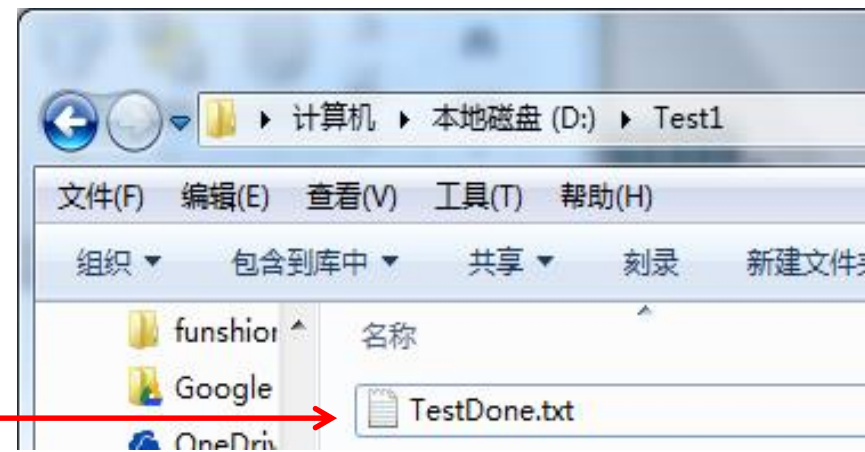 计算机 本地磁盘 (D:) Test1
文件(F) 编辑(E) 查看(V) 工具(T) 帮助(H)
组织 包含到库中 共享 刻录 新建文件
funshion
名称
Google
TestDone.txt
OneDriv